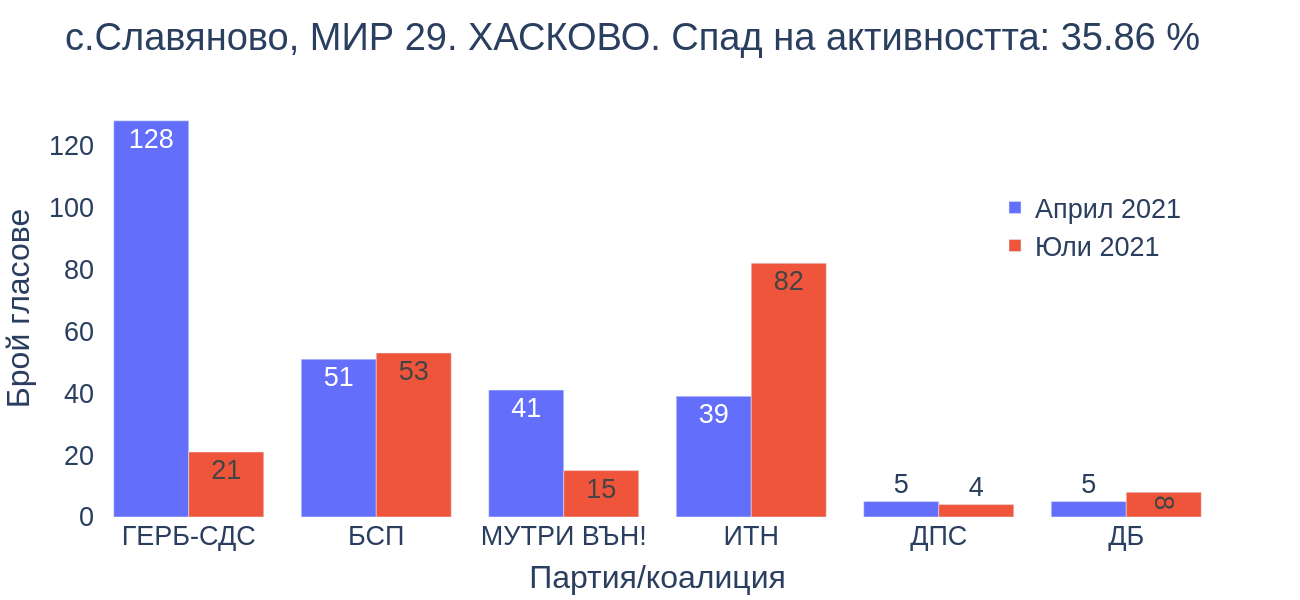 с.Славяново, МИР 29. ХАСКОВО. Спад на активността: 35.86 %
Брой гласове
120
100
80
60
40
20
0
128
21
51
53
41
15
39
82
5
4
5
8
Април 2021
Юли 2021
ГЕРБ-СДС
БСП
МУТРИ ВЪН!
ИТН
ДПС
ДБ
Партия/коалиция